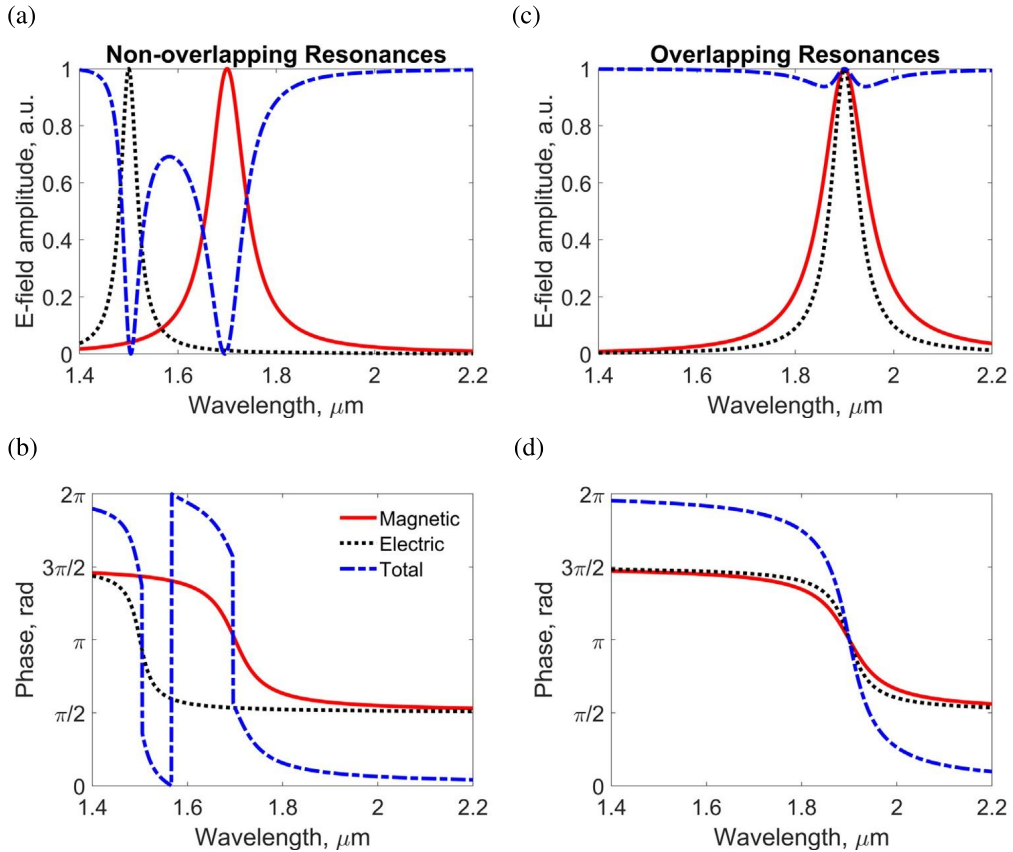 (a)
Non-overlapping Resonances
1
0.8
0.6
0.4
0.2
0
E-field amplitude, a.u.
1.4 1.6 1.8 2 2.2
Wavelength, μm
(c)
Overlapping Resonances
1
0.8
0.6
0.4
0.2
0
E-field amplitude, a.u.
1.4 1.6 1.8 2 2.2
Wavelength, μm
(b)
2π
3π/2
π
π/2
0
Phase, rad
Magnetic
Electric
Total
1.4 1.6 1.8 2 2.2
Wavelength, μm
(d)
2π
3π/2
π
π/2
0
Phase, rad
1.4 1.6 1.8 2 2.2
Wavelength, μm